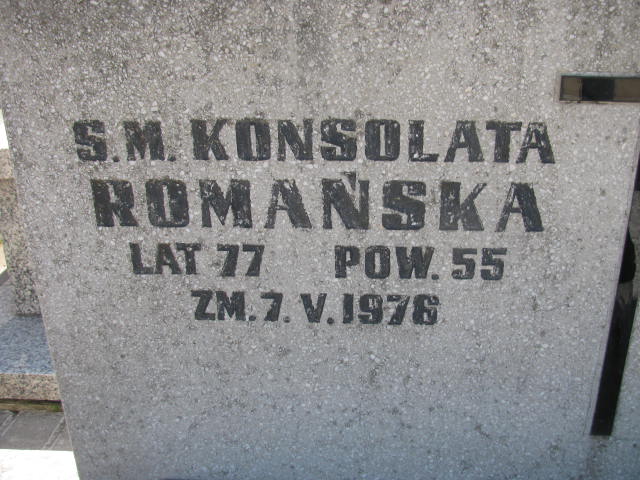 S.M. KONSOLATA
ROMAŃSKA
LAT 77 POW. 55
ZM. 7. V. 1976